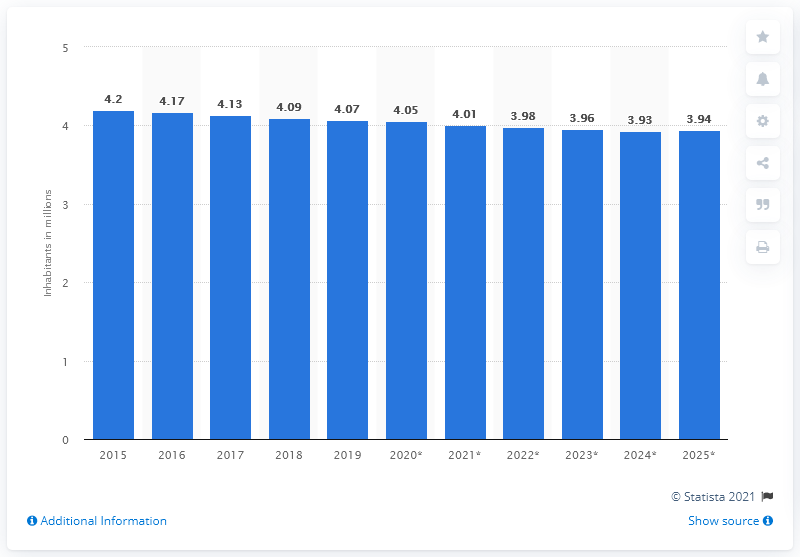 5
4
3
2
1
0
Inhabitants in millions
4.2 4.17 4.13 4.09 4.07 4.05 4.01 3.98 3.96 3.93 3.94
2015 2016 2017 2018 2019 2020* 2021* 2022* 2023* 2024* 2025*
© Statista 2021
Additional Information Show source